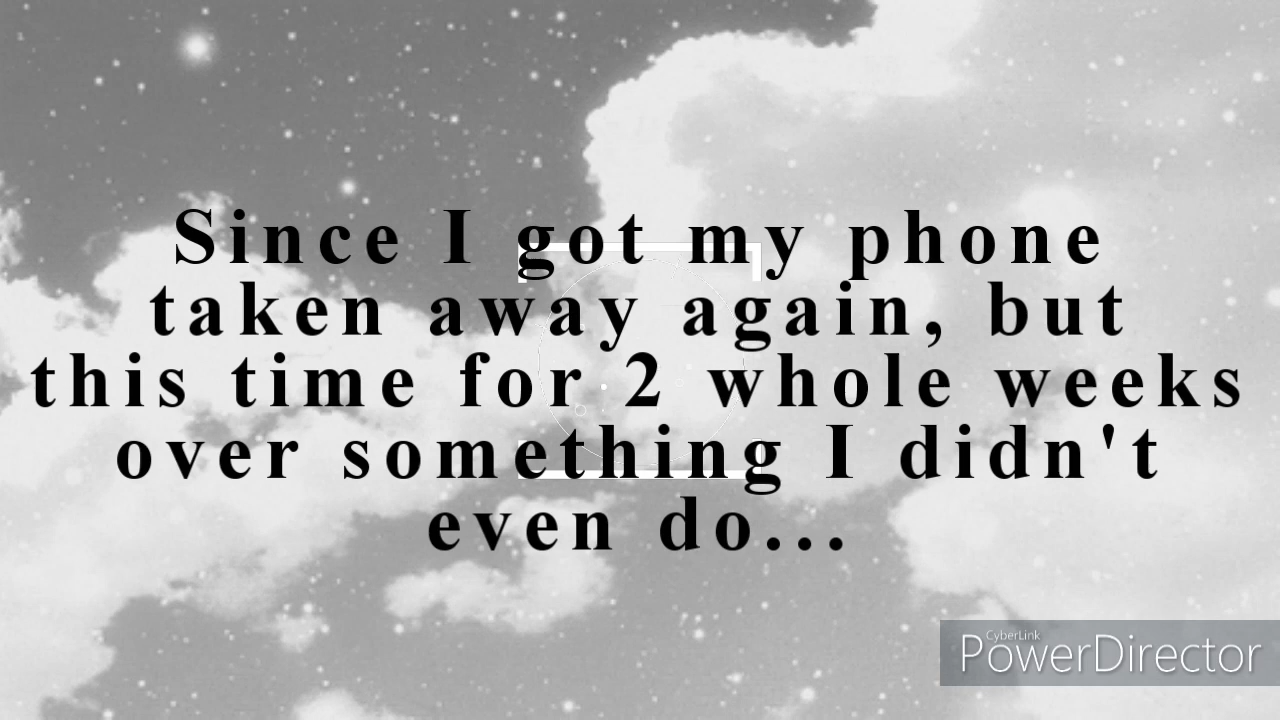 Since I got my phone
taken away again, but
this time for 2 whole weeks
over something I didn't
even do...
CyberLink
PowerDirector